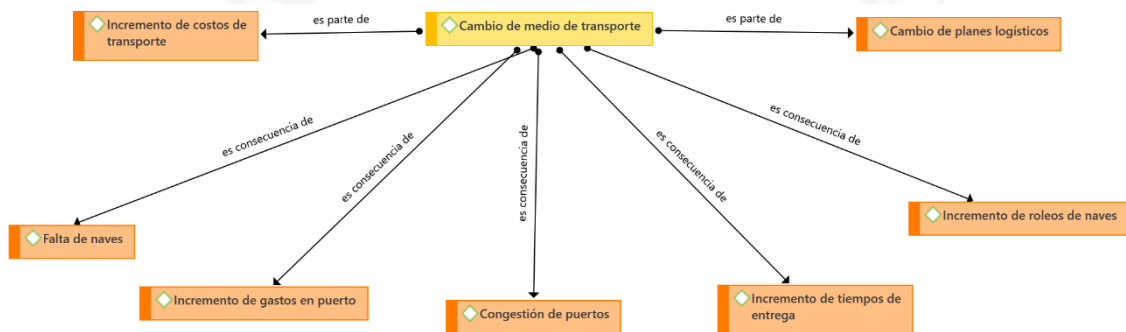 Incremento de costos de
transporte
es parte de
Cambio de medio de transporte
es parte de
Cambio de planes logísticos
es consecuencia de
es consecuencia de
es consecuencia de
es consecuencia de
es consecuencia de
Falta de naves
Incremento de gastos en puerto
Congestión de puertos
Incremento de tiempos de
entrega
Incremento de roleos de naves